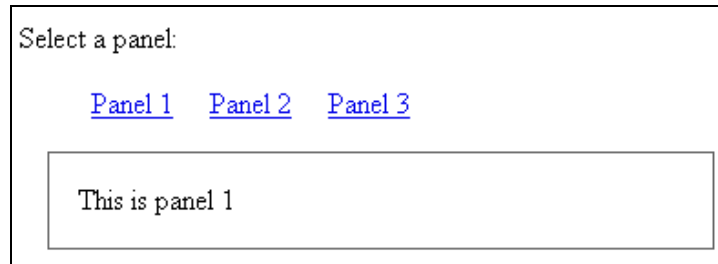 Select a panel:
Panel 1 Panel 2 Panel 3
This is panel 1